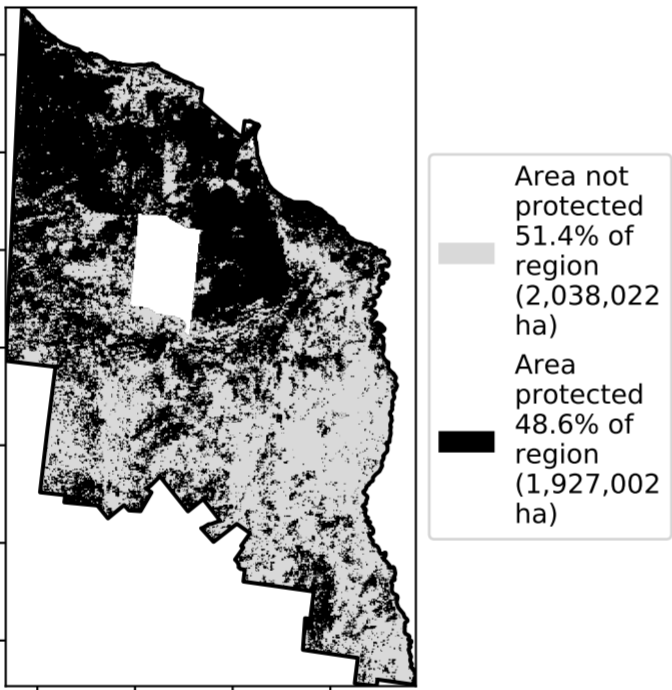 Area not
protected
51.4% of
region
(2,038,022
ha)
Area
protected
48.6% of
region
(1,927,002
ha)